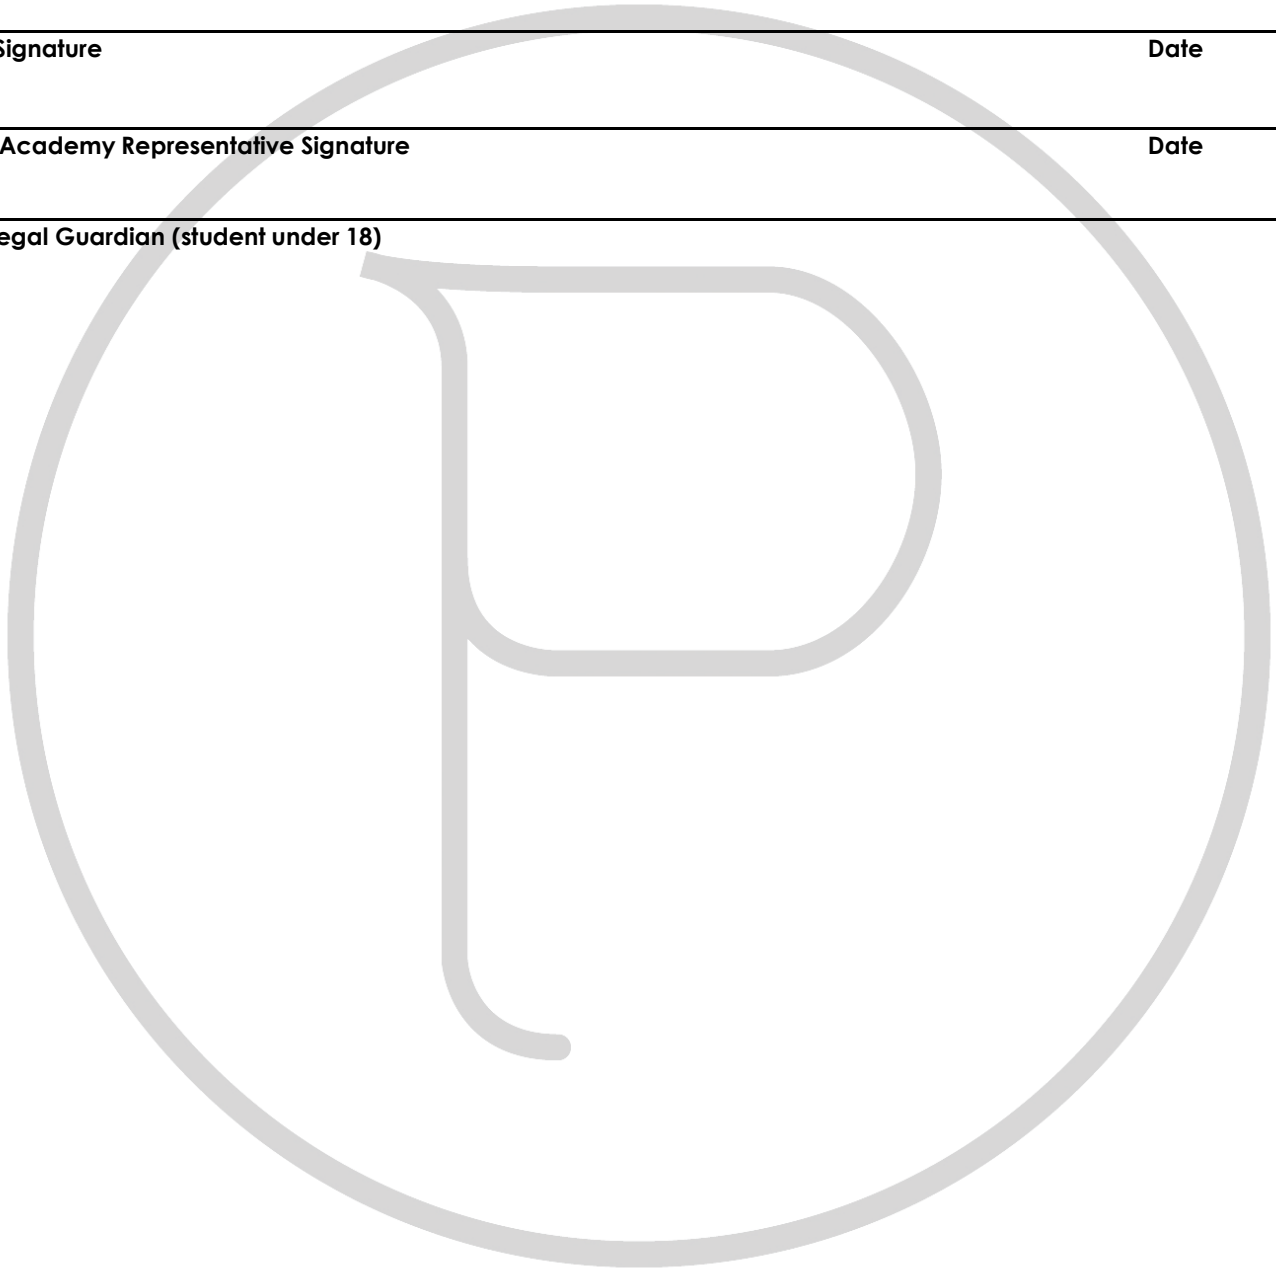 Signature Date
Academy Representative Signature Date
egal Guardian (student under 18)
P